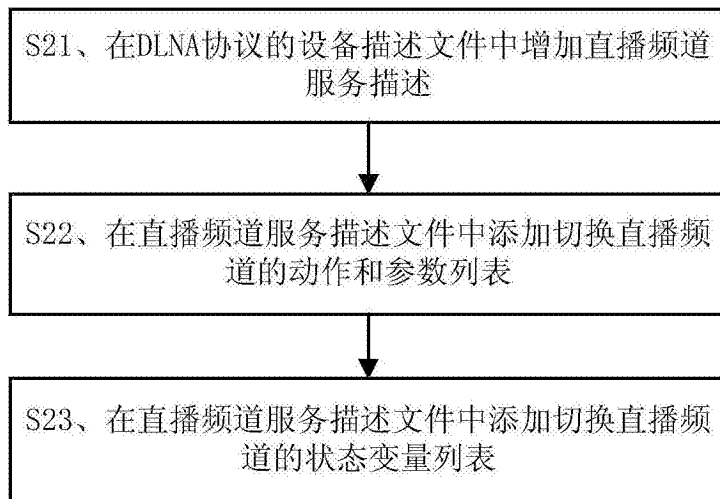 S21、在DLNA协议的设备描述文件中增加直播频道
服务描述
S22、在直播频道服务描述文件中添加切换直播频
道的动作和参数列表
S23、在直播频道服务描述文件中添加切换直播频
道的状态变量列表